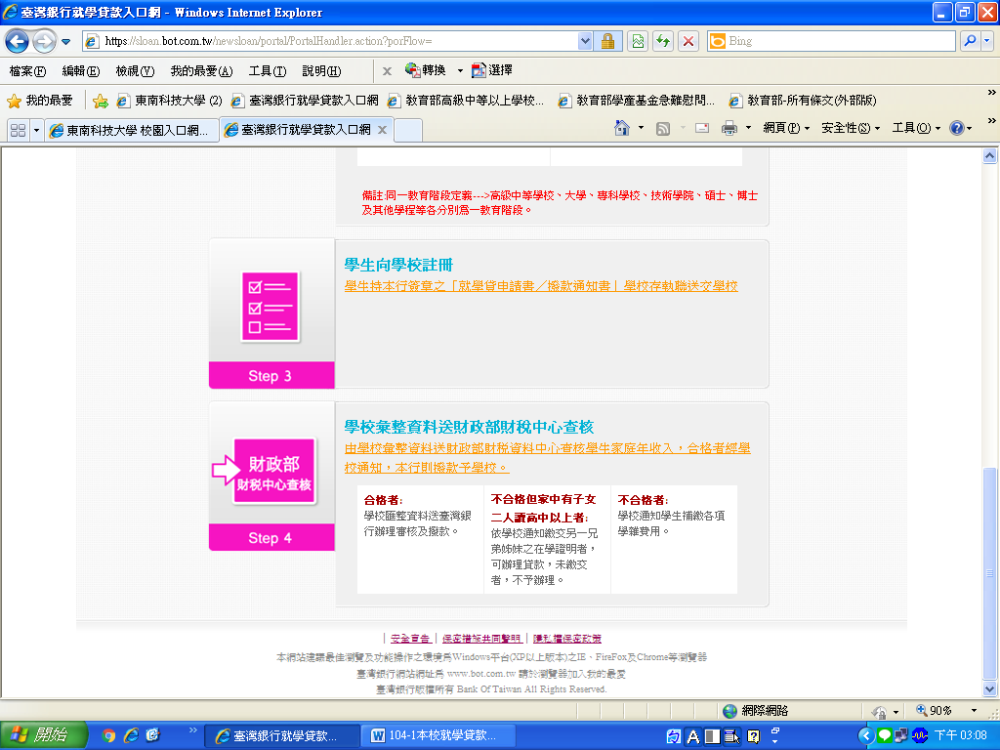 臺灣銀行就學貸款入口網 - Windows Internet Explorer
https://sloan.bot.com.tw/newsloan/portal/PortalHandler.action?porFlow=
Bing
檔案(F) 編輯(E) 檢視(V) 我的最愛(A) 工具(T) 說明(H) 轉換 選擇
我的最愛 東南科技大學 (2) 臺灣銀行就學貸款入口網 教育部高級中等以上學校... 教育部學產基金急難慰問... 教育部-所有條文(外部版)
東南科技大學 校園入口網... 臺灣銀行就學貸款入口網 網頁(P) 安全性(S) 工具(O)
備註:同一教育階段定義--->高級中等學校、大學、專科學校、技術學院、碩士、博士
及其他學程等各分別為一教育階段。
學生向學校註冊
學生持本行簽章之「就學貸申請書／撥款通知書」學校存執聯送交學校
Step 3
學校彙整資料送財政部財稅中心查核
由學校彙整資料送財政部財稅資料中心查核學生家庭年收入，合格者經學
校通知，本行則撥款予學校。
財政部
財稅中心查核
Step 4
合格者:
學校匯整資料送臺灣銀
行辦理審核及撥款。
不合格但家中有子女
二人讀高中以上者:
依學校通知繳交另一兄
弟姊妹之在學證明者，
可辦理貸款，未繳交
者，不予辦理。
不合格者:
學校通知學生補繳各項
學雜費用。
| 安全宣告 | 保密措施共同聲明 | 隱私權保密政策
本網站建議最佳瀏覽及功能操作之環境為Windows平台(XP以上版本)之IE、FireFox及Chrome等瀏覽器
臺灣銀行網站網址為 www.bot.com.tw 請於瀏覽器加入我的最愛
臺灣銀行版權所有 Bank Of Taiwan All Rights Reserved.
網際網路 90%
開始 臺灣銀行就學貸款... 104-1本校就學貸款... 下午 03:08